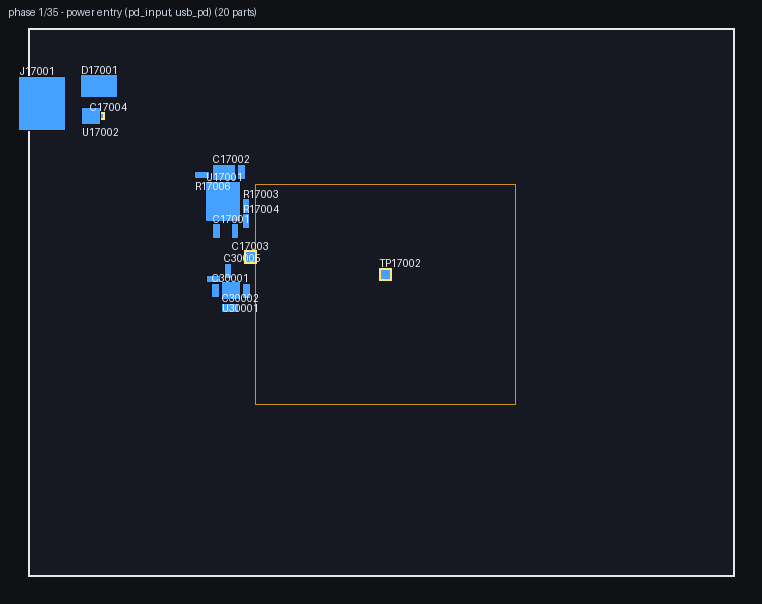 phase 1/35 - power entry (pd_input, usb_pd) (20 parts)
J17001
D17001
C17004
U17002
C17002
U17001
R17006
R17003
R17004
C17001
C17003
C30005
TP17002
C30001
C30002
U30001